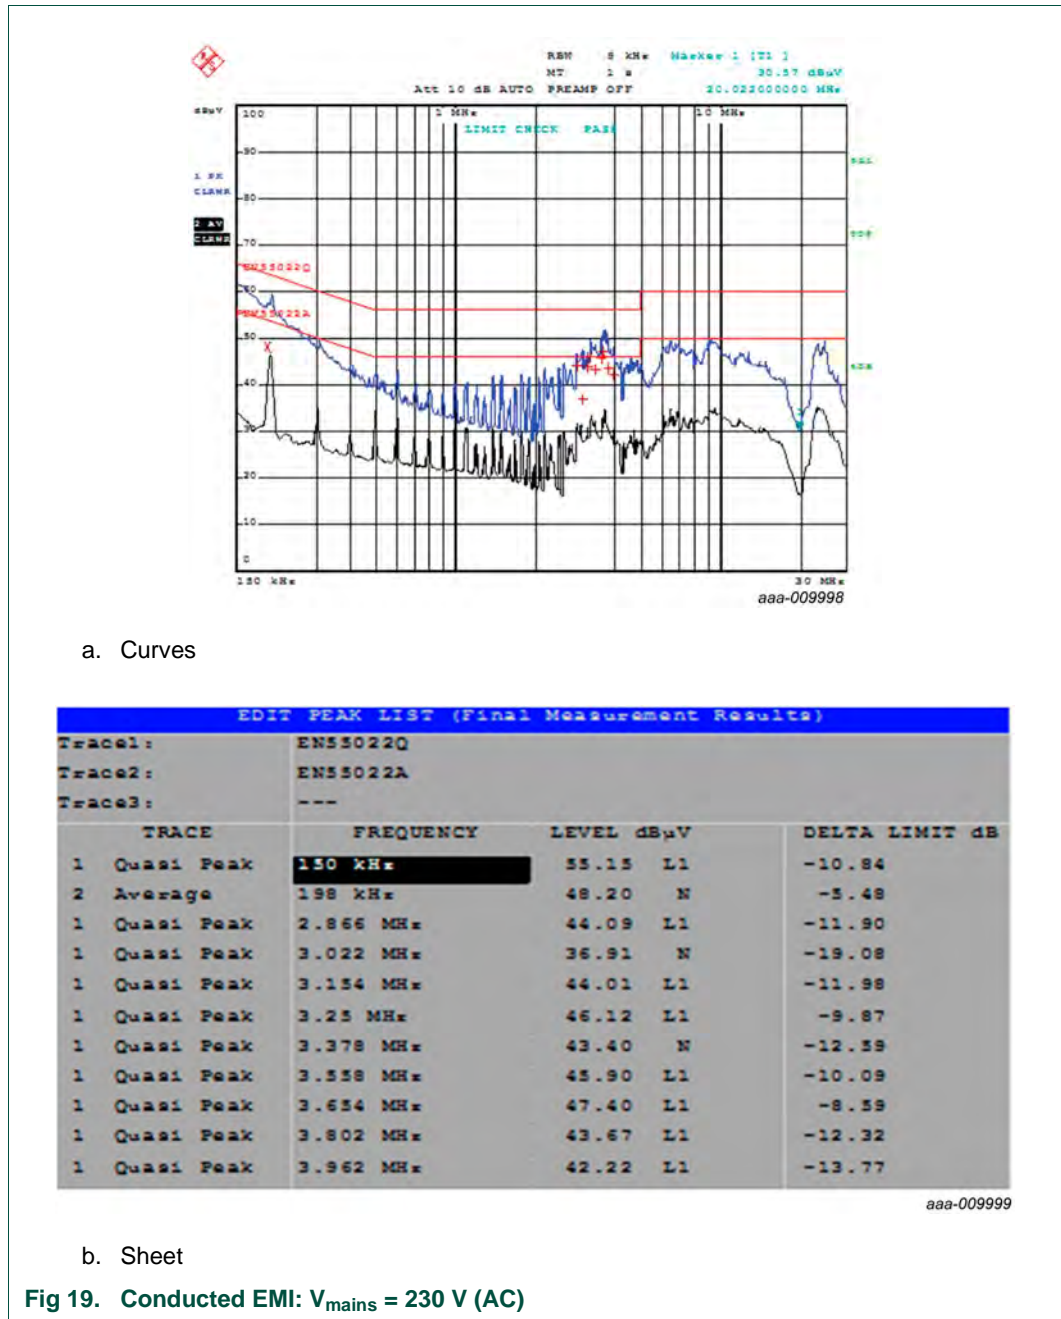 RBW 9 kHz Marker 1 [T1 ]
MT 1 s 30.57 dBµV
Att 10 dB AUTO PREAMP OFF 20.022000000 MHz
dBµV 100 1 MHz 10 MHz
LIMIT CHECK PASS
90
1 PK
CLRWR
80
2 AV
CLRWR
70
EN55022Q
60
EN55022A
50
40
30
20
10
0
150 kHz 30 MHz
aaa-009998
a. Curves
EDIT PEAK LIST (Final Measurement Results)
Trace1: EN55022Q
Trace2: EN55022A
Trace3: ---
TRACE FREQUENCY LEVEL dBµV DELTA LIMIT dB
1 Quasi Peak 150 kHz 55.15 L1 -10.84
2 Average 198 kHz 48.20 N -5.48
1 Quasi Peak 2.866 MHz 44.09 L1 -11.90
1 Quasi Peak 3.022 MHz 36.91 N -19.08
1 Quasi Peak 3.154 MHz 44.01 L1 -11.98
1 Quasi Peak 3.25 MHz 46.12 L1 -9.87
1 Quasi Peak 3.378 MHz 43.40 N -12.59
1 Quasi Peak 3.558 MHz 45.90 L1 -10.09
1 Quasi Peak 3.654 MHz 47.40 L1 -8.59
1 Quasi Peak 3.802 MHz 43.67 L1 -12.32
1 Quasi Peak 3.962 MHz 42.22 L1 -13.77
aaa-009999
b. Sheet
Fig 19. Conducted EMI: Vmains = 230 V (AC)